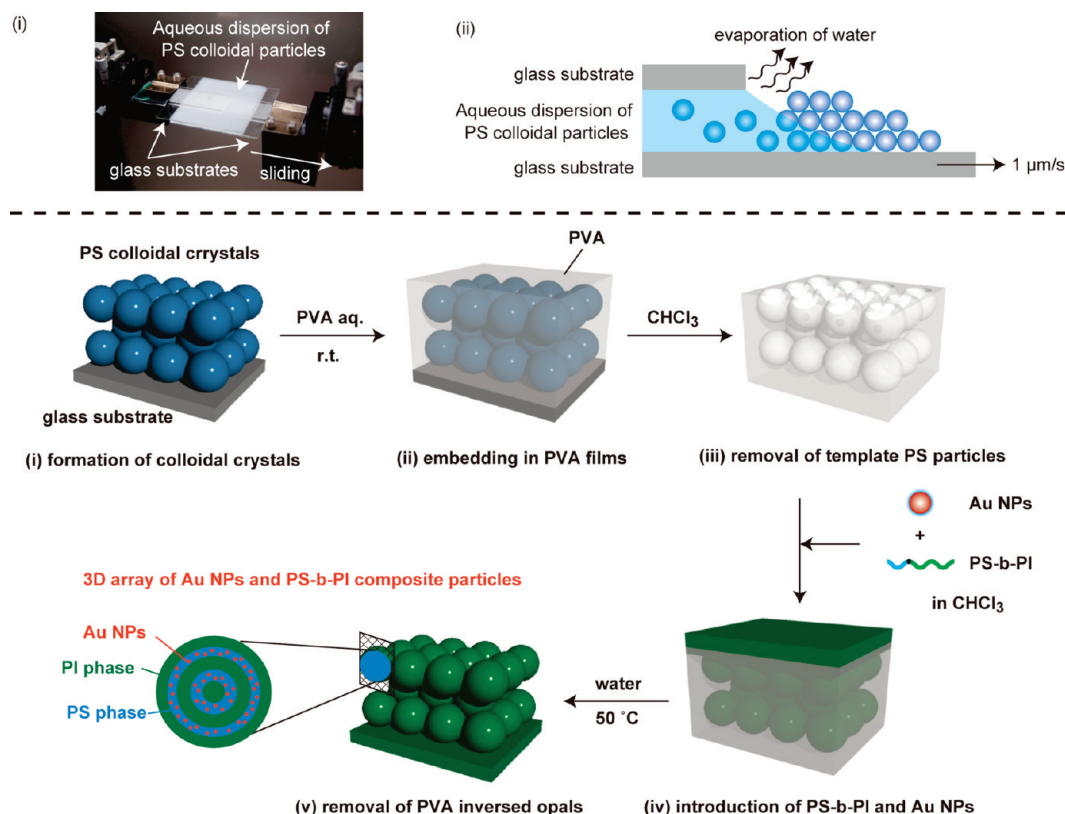 (i)
Aqueous dispersion of
PS colloidal particles
glass substrates
sliding
(ii)
evaporation of water
glass substrate
Aqueous dispersion of
PS colloidal particles
glass substrate
1 μm/s
PS colloidal crrystals
glass substrate
(i) formation of colloidal crystals
PVA aq.
r.t.
PVA
(ii) embedding in PVA films
CHCl3
(iii) removal of template PS particles
Au NPs
+
PS-b-PI
in CHCl3
3D array of Au NPs and PS-b-PI composite particles
Au NPs
PI phase
PS phase
water
50 ˚C
(v) removal of PVA inversed opals
(iv) introduction of PS-b-PI and Au NPs